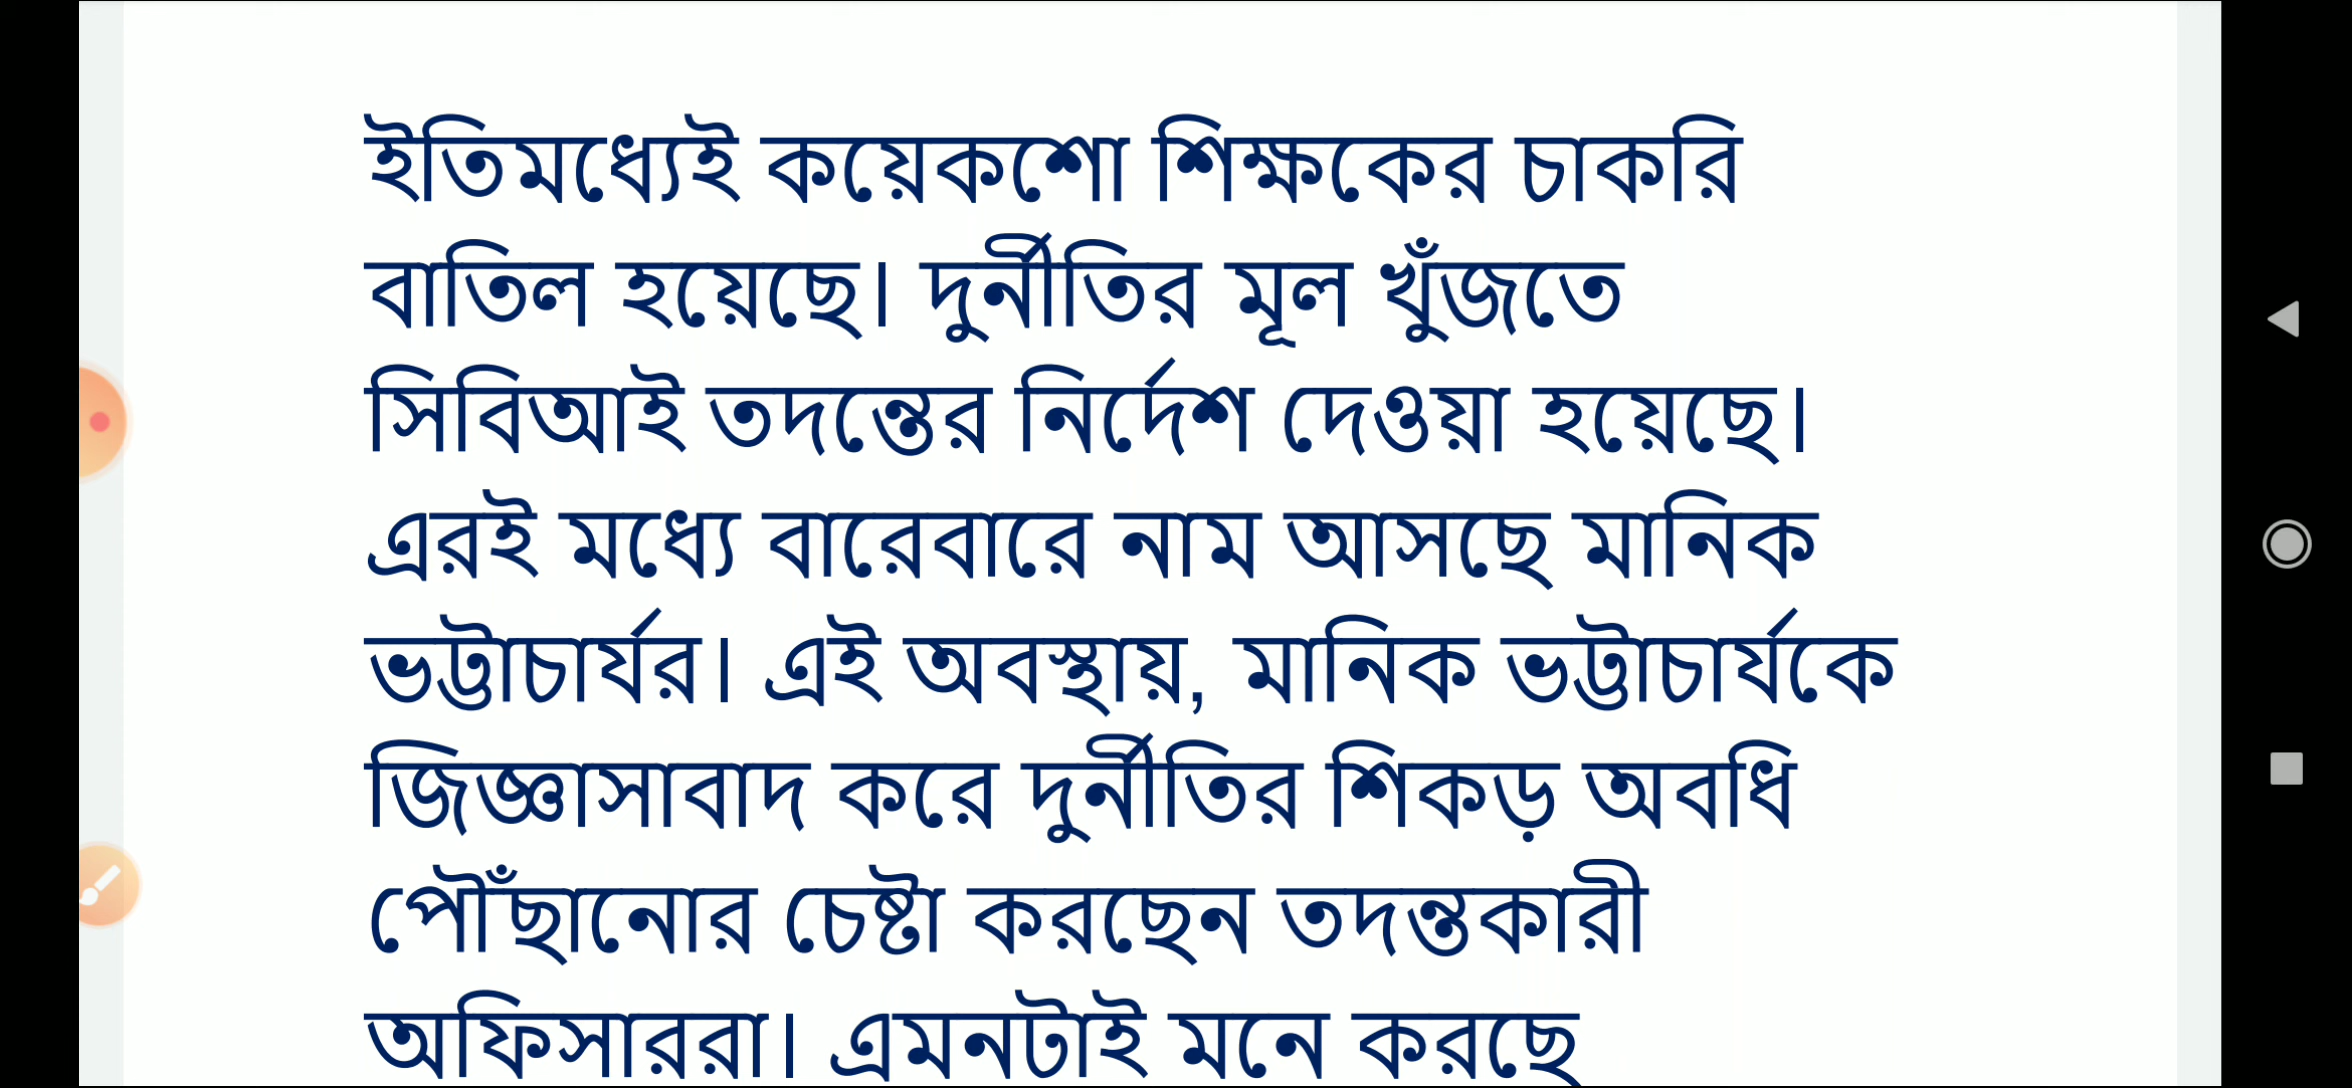 ইতিমধ্যেই কয়েকশো শিক্ষকের চাকরি
বাতিল হয়েছে। দুর্নীতির মূল খুঁজতে
সিবিআই তদন্তের নির্দেশ দেওয়া হয়েছে।
এরই মধ্যে বারেবারে নাম আসছে মানিক
ভট্টাচার্যর। এই অবস্থায়, মানিক ভট্টাচার্যকে
জিজ্ঞাসাবাদ করে দুর্নীতির শিকড় অবধি
পৌঁছানোর চেষ্টা করছেন তদন্তকারী
অফিসাররা। এমনটাই মনে করছে